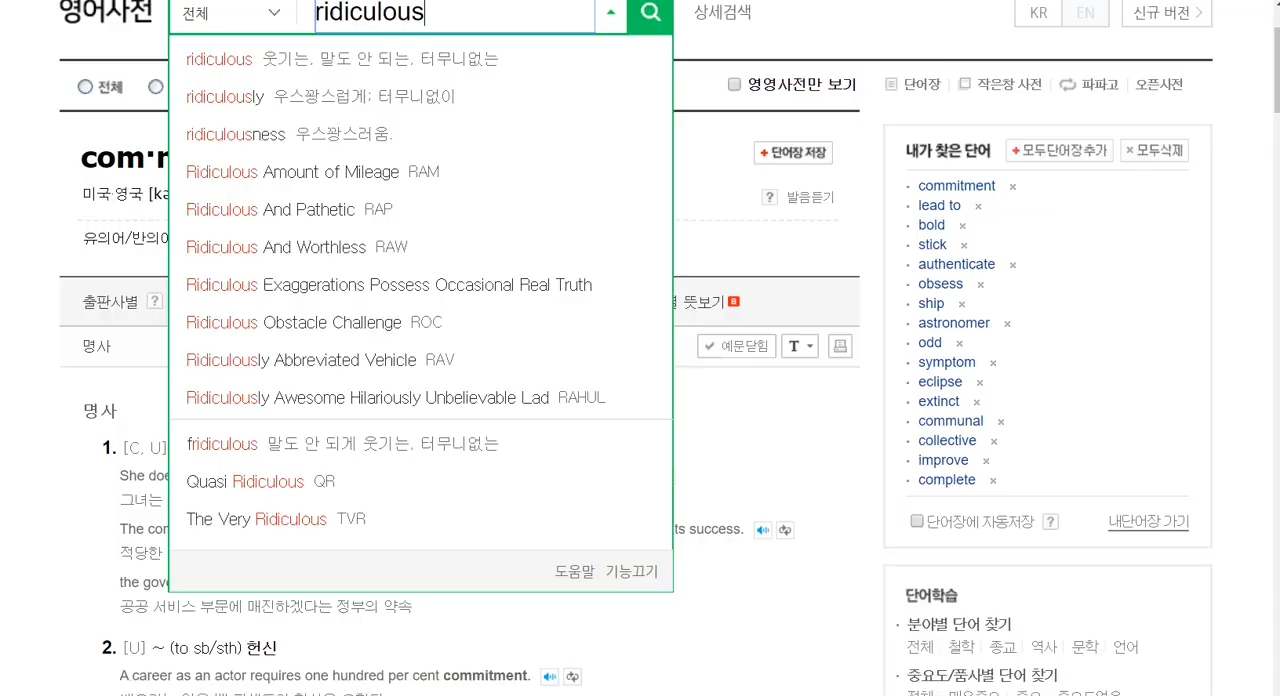 영어사전 전체 ridiculous 상세검색 KR EN 신규 버전
ridiculous 웃기는, 말도 안 되는, 터무니없는
ridiculously 우스꽝스럽게; 터무니없이
ridiculousness 우스꽝스러움.
Ridiculous Amount of Mileage RAM
Ridiculous And Pathetic RAP
Ridiculous And Worthless RAW
Ridiculous Exaggerations Possess Occasional Real Truth
Ridiculous Obstacle Challenge ROC
Ridiculously Abbreviated Vehicle RAV
Ridiculously Awesome Hilariously Unbelievable Lad RAHUL
fridiculous 말도 안 되게 웃기는, 터무니없는
Quasi Ridiculous QR
The Very Ridiculous TVR
도움말 기능끄기
전체
영영사전만 보기
단어장 작은창 사전 파파고 오픈사전
com·
+ 단어장 저장
미국·영국
? 발음듣기
유의어/반의어
출판사별 ?
뜻보기
명사
예문닫힘 T
명사
1. [C, U]
She
그녀는
The
ts success.
적당한
the
공공 서비스 부문에 매진하겠다는 정부의 약속
2. [U] ~ (to sb/sth) 헌신
A career as an actor requires one hundred per cent commitment.
내가 찾은 단어 +모두단어장추가 ×모두삭제
commitment ×
lead to ×
bold ×
stick ×
authenticate ×
obsess ×
ship ×
astronomer ×
odd ×
symptom ×
eclipse ×
extinct ×
communal ×
collective ×
improve ×
complete ×
단어장에 자동저장 ? 내단어장 가기
단어학습
분야별 단어 찾기
전체 철학 종교 역사 문학 언어
중요도/품사별 단어 찾기